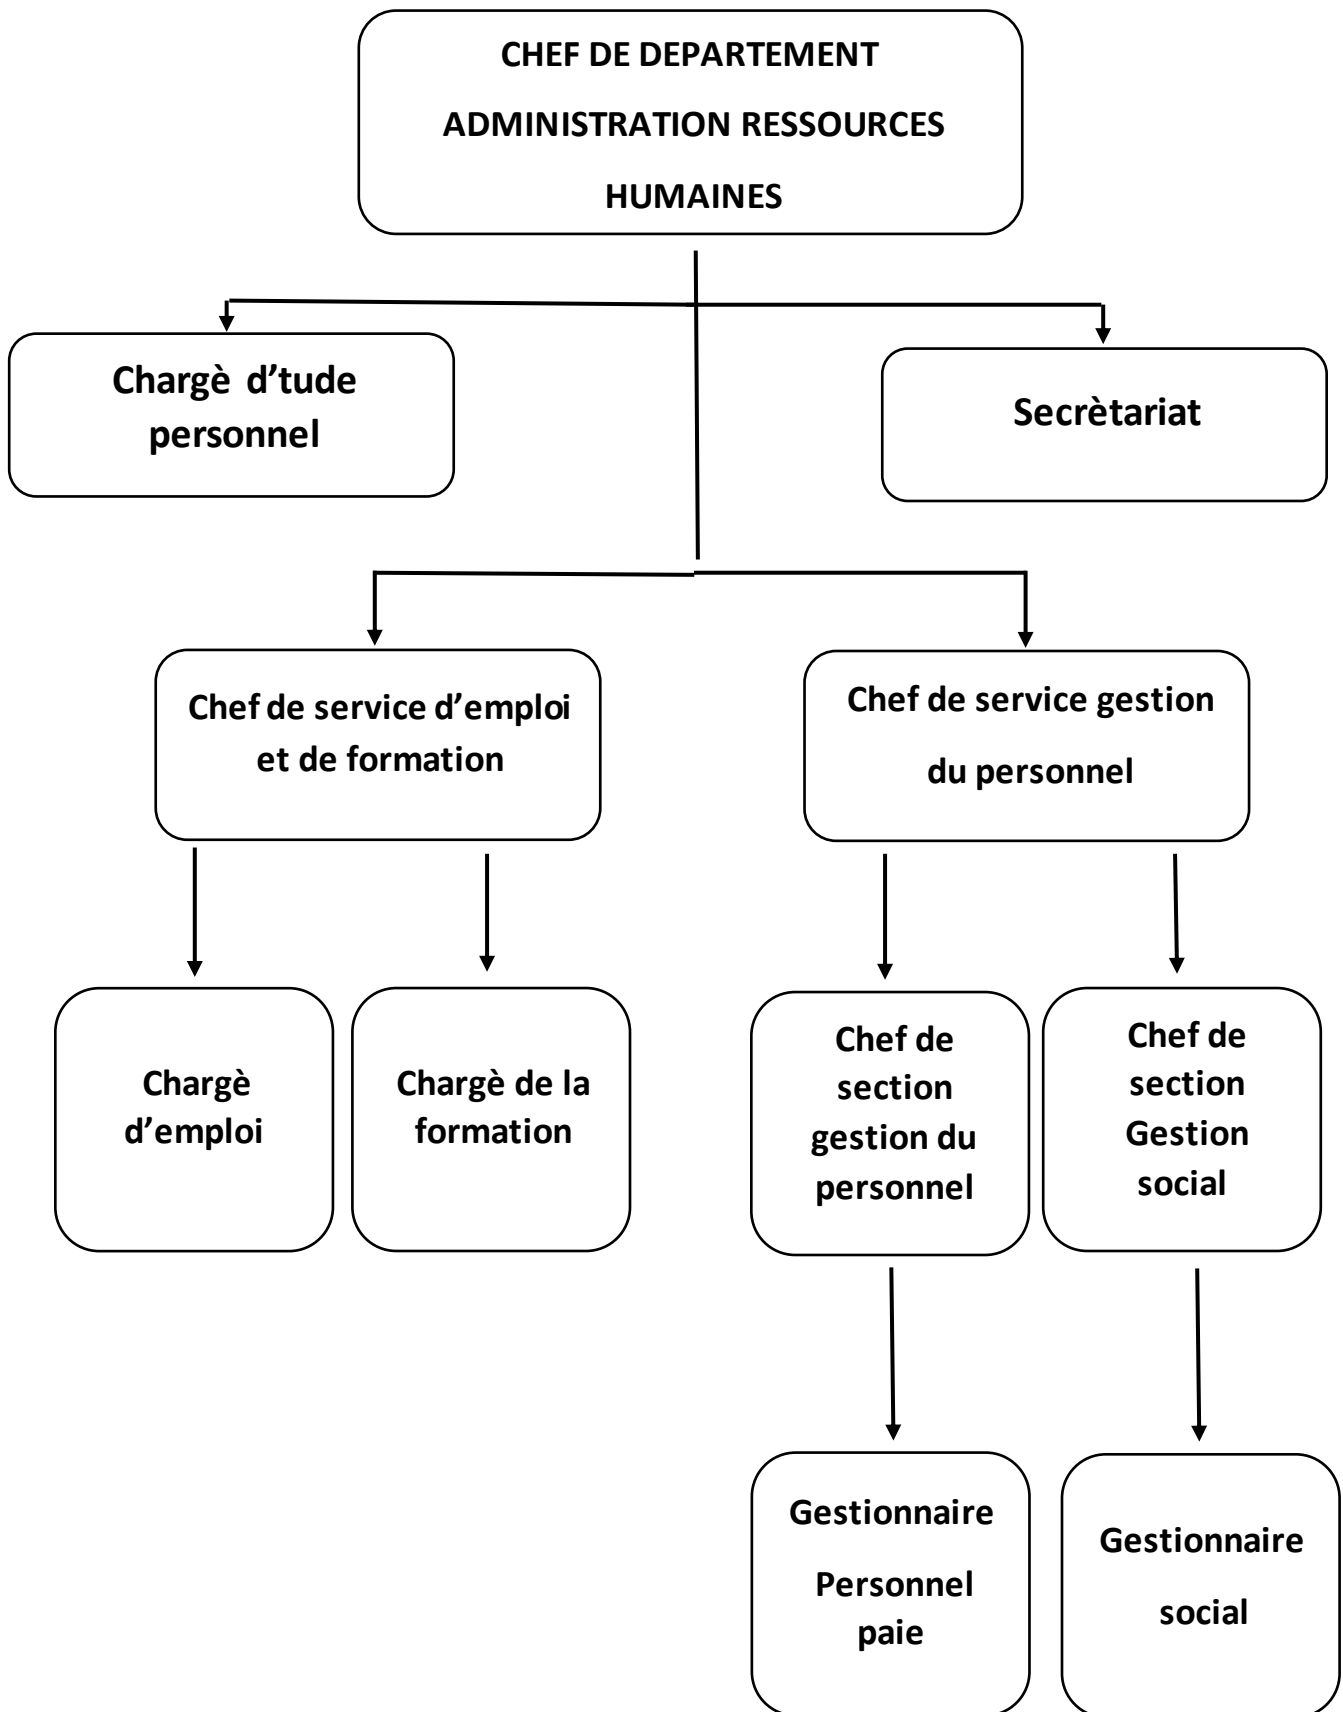 CHEF DE DEPARTEMENT
ADMINISTRATION RESSOURCES
HUMAINES
Chargè d’tude
personnel
Secrètariat
Chef de service d’emploi
et de formation
Chef de service gestion
du personnel
Chargè
d’emploi
Chargè de la
formation
Chef de
section
gestion du
personnel
Chef de
section
Gestion
social
Gestionnaire
Personnel
paie
Gestionnaire
social